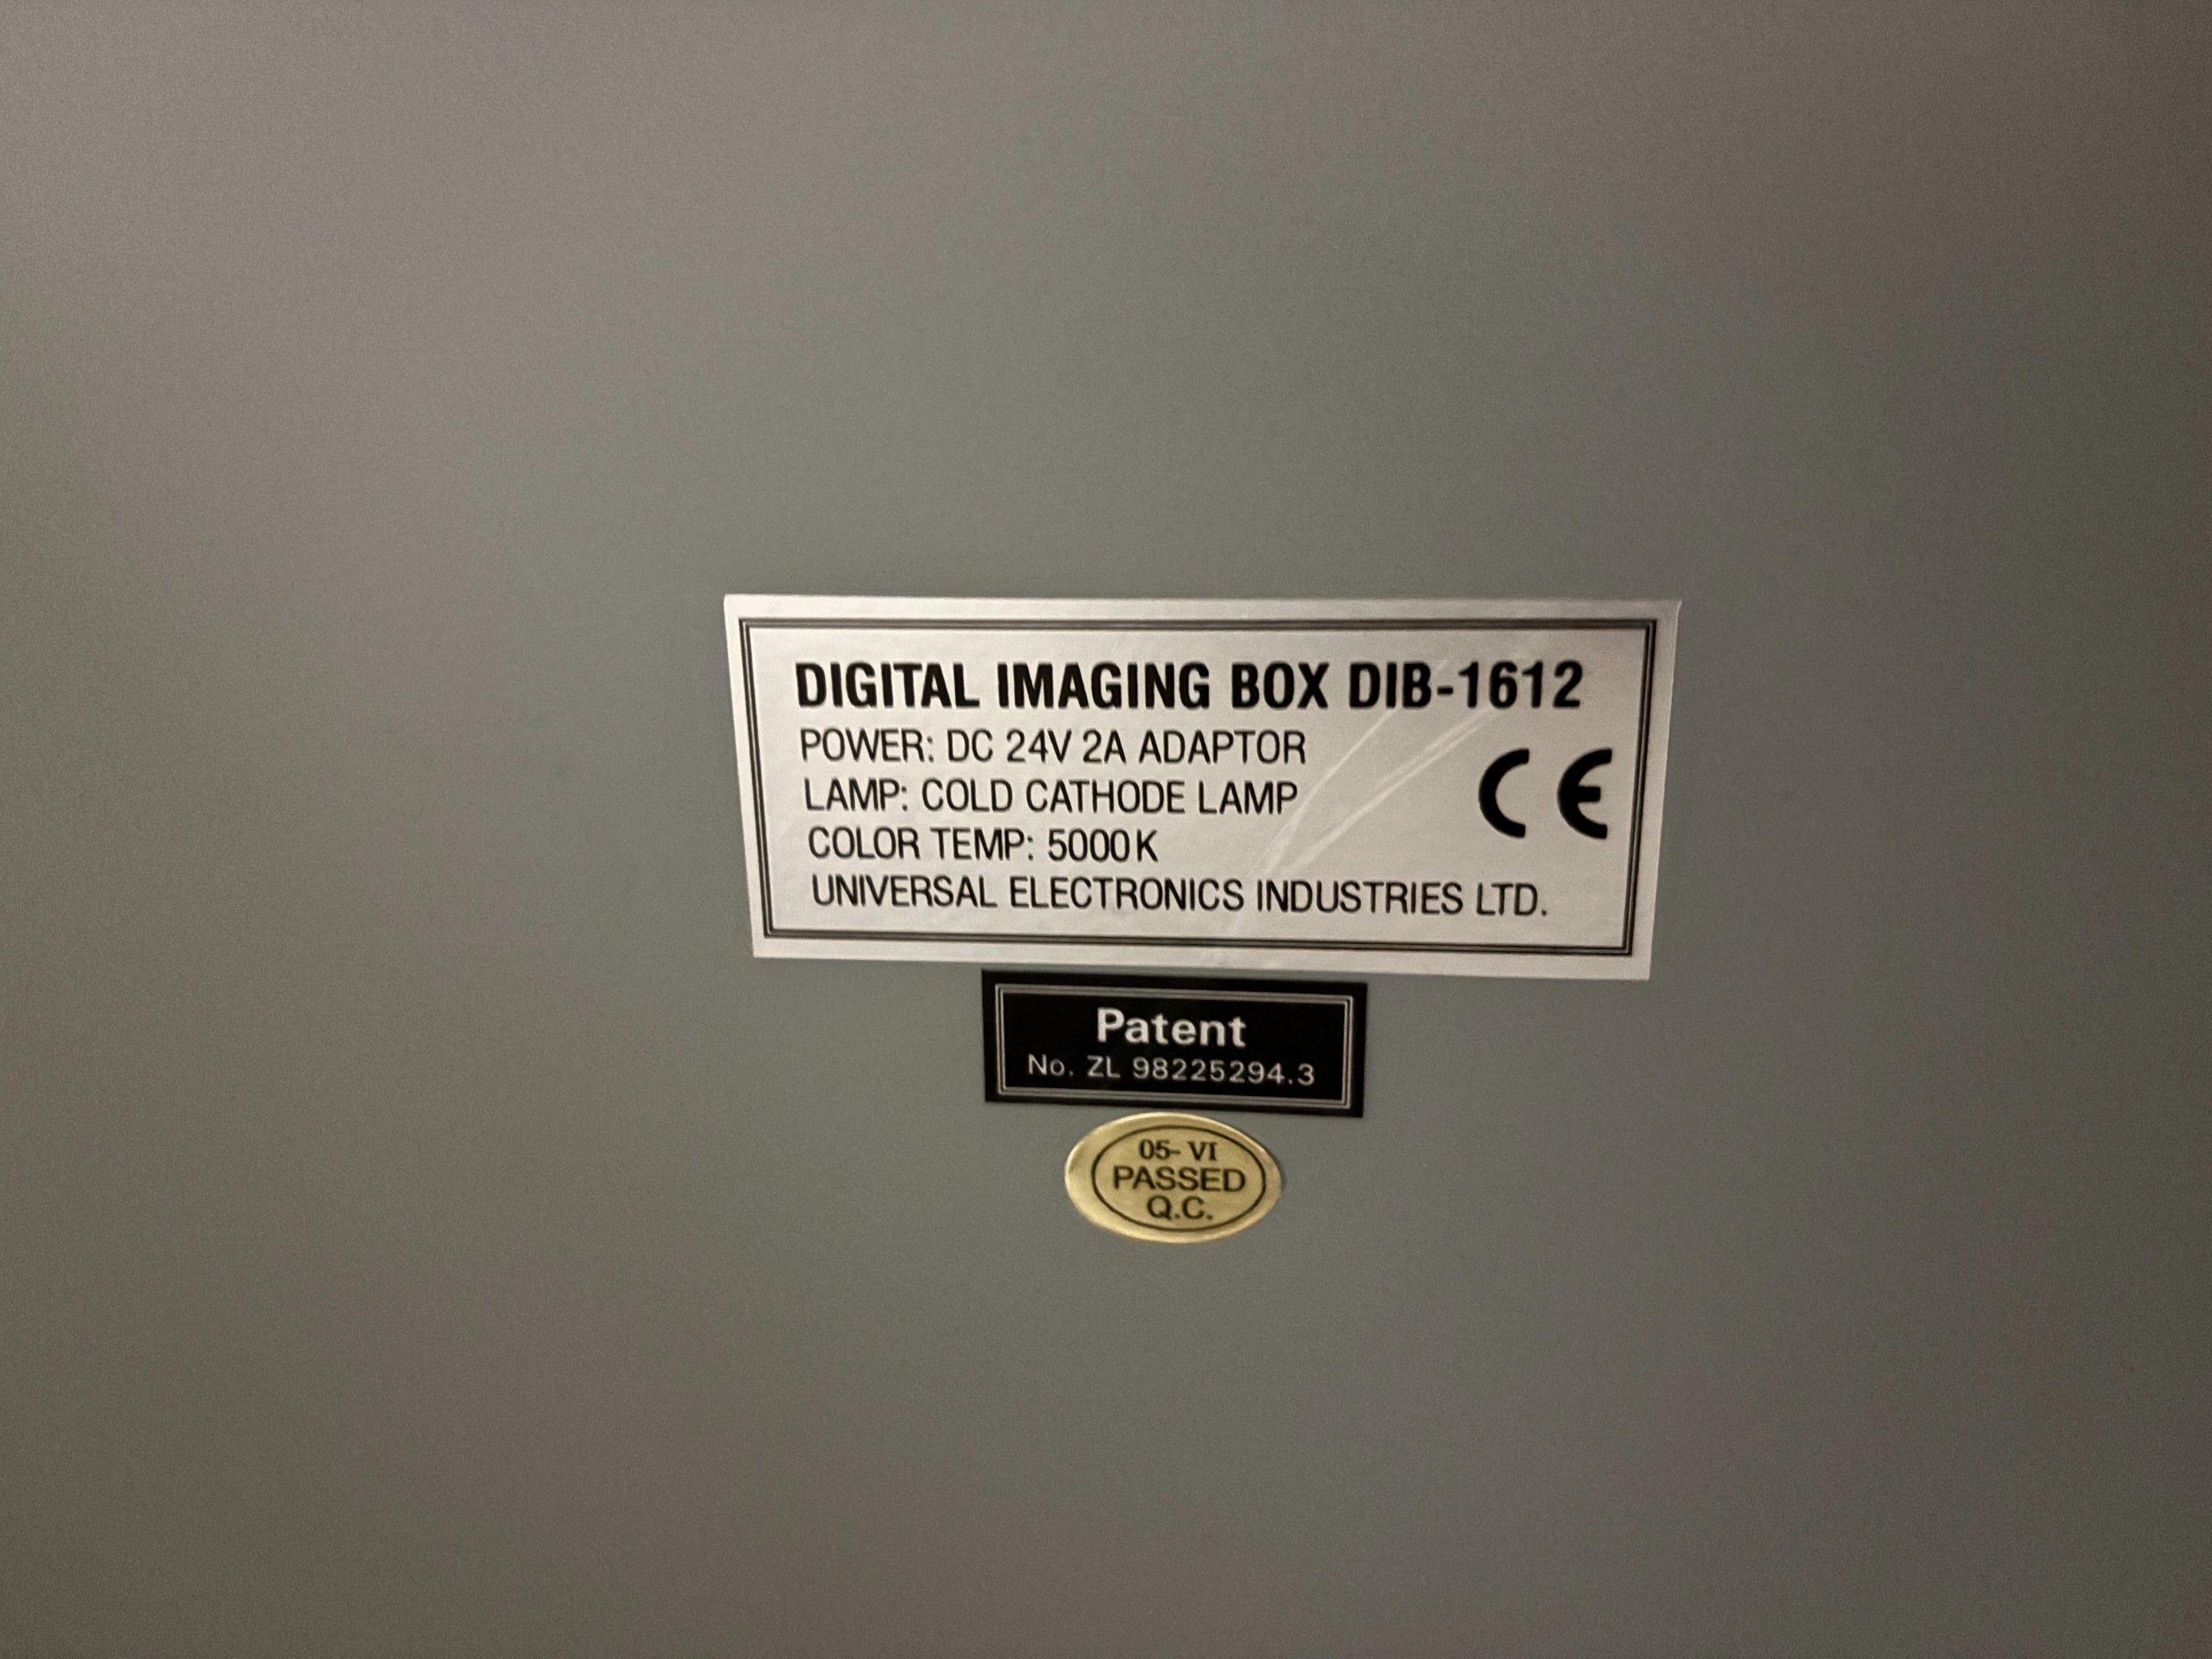 DIGITAL IMAGING BOX DIB-1612
POWER: DC 24V 2A ADAPTOR
LAMP: COLD CATHODE LAMP
COLOR TEMP: 5000K
UNIVERSAL ELECTRONICS INDUSTRIES LTD.
CE
Patent
No. ZL 98225294.3
05- VI
PASSED
Q.C.